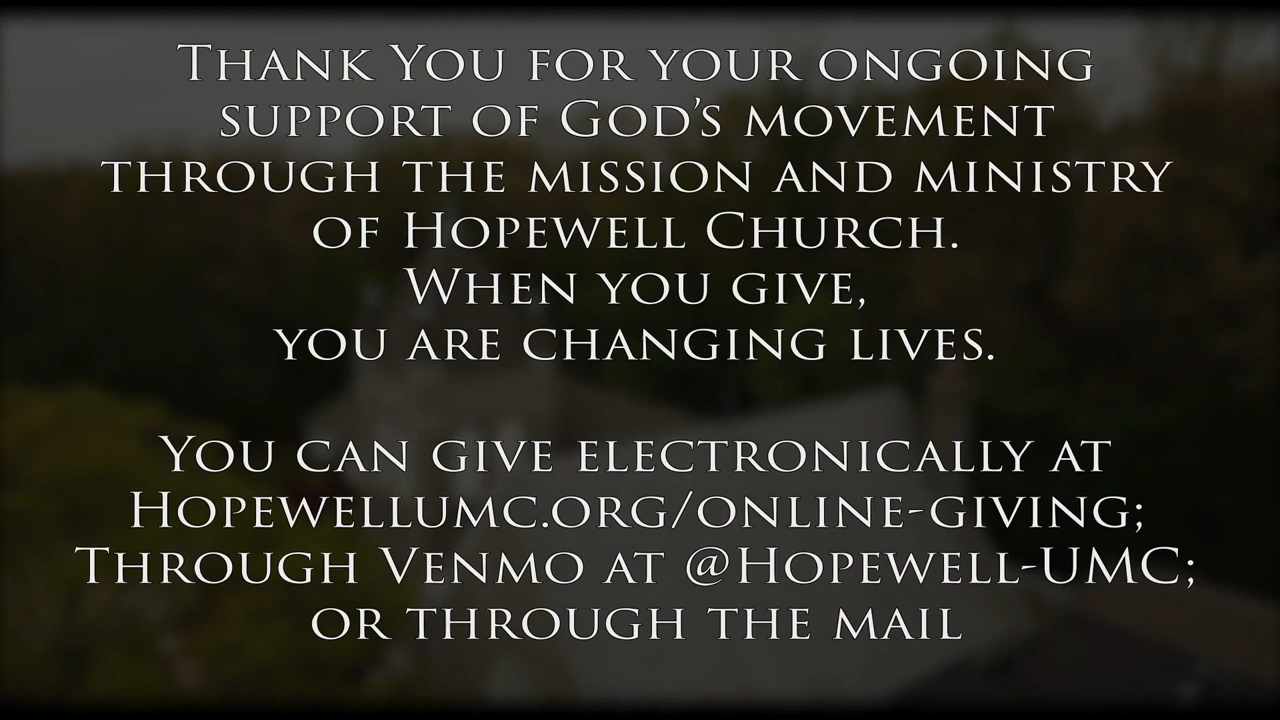 Thank You for your ongoing
support of God’s movement
through the mission and ministry
of Hopewell Church.
When you give,
you are changing lives.
You can give electronically at
Hopewellumc.org/online-giving;
Through Venmo at @Hopewell-UMC;
or through the mail